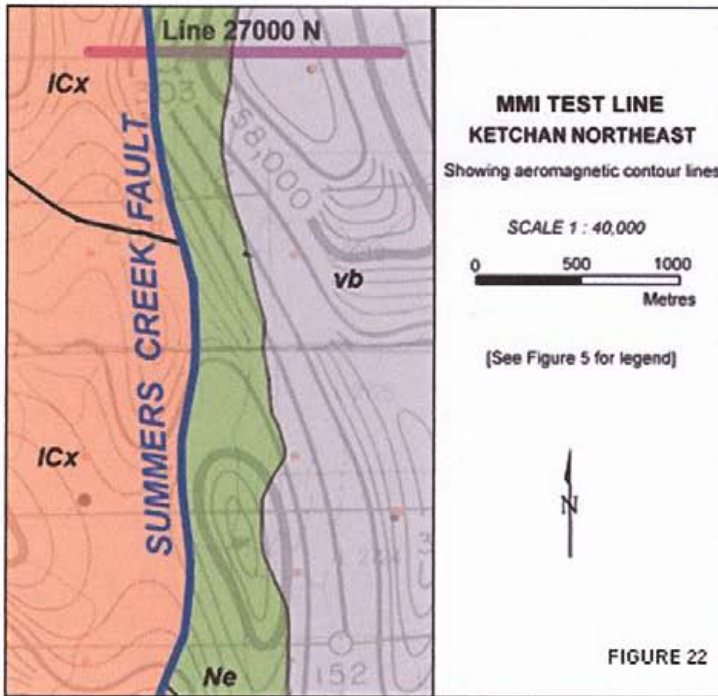 Line 27000 N
lCx
303
58,000
SUMMERS CREEK FAULT
vb
lCx
Ne
152
MMI TEST LINE
KETCHAN NORTHEAST
Showing aeromagnetic contour lines
SCALE 1 : 40,000
0 500 1000
Metres
[See Figure 5 for legend]
N
FIGURE 22